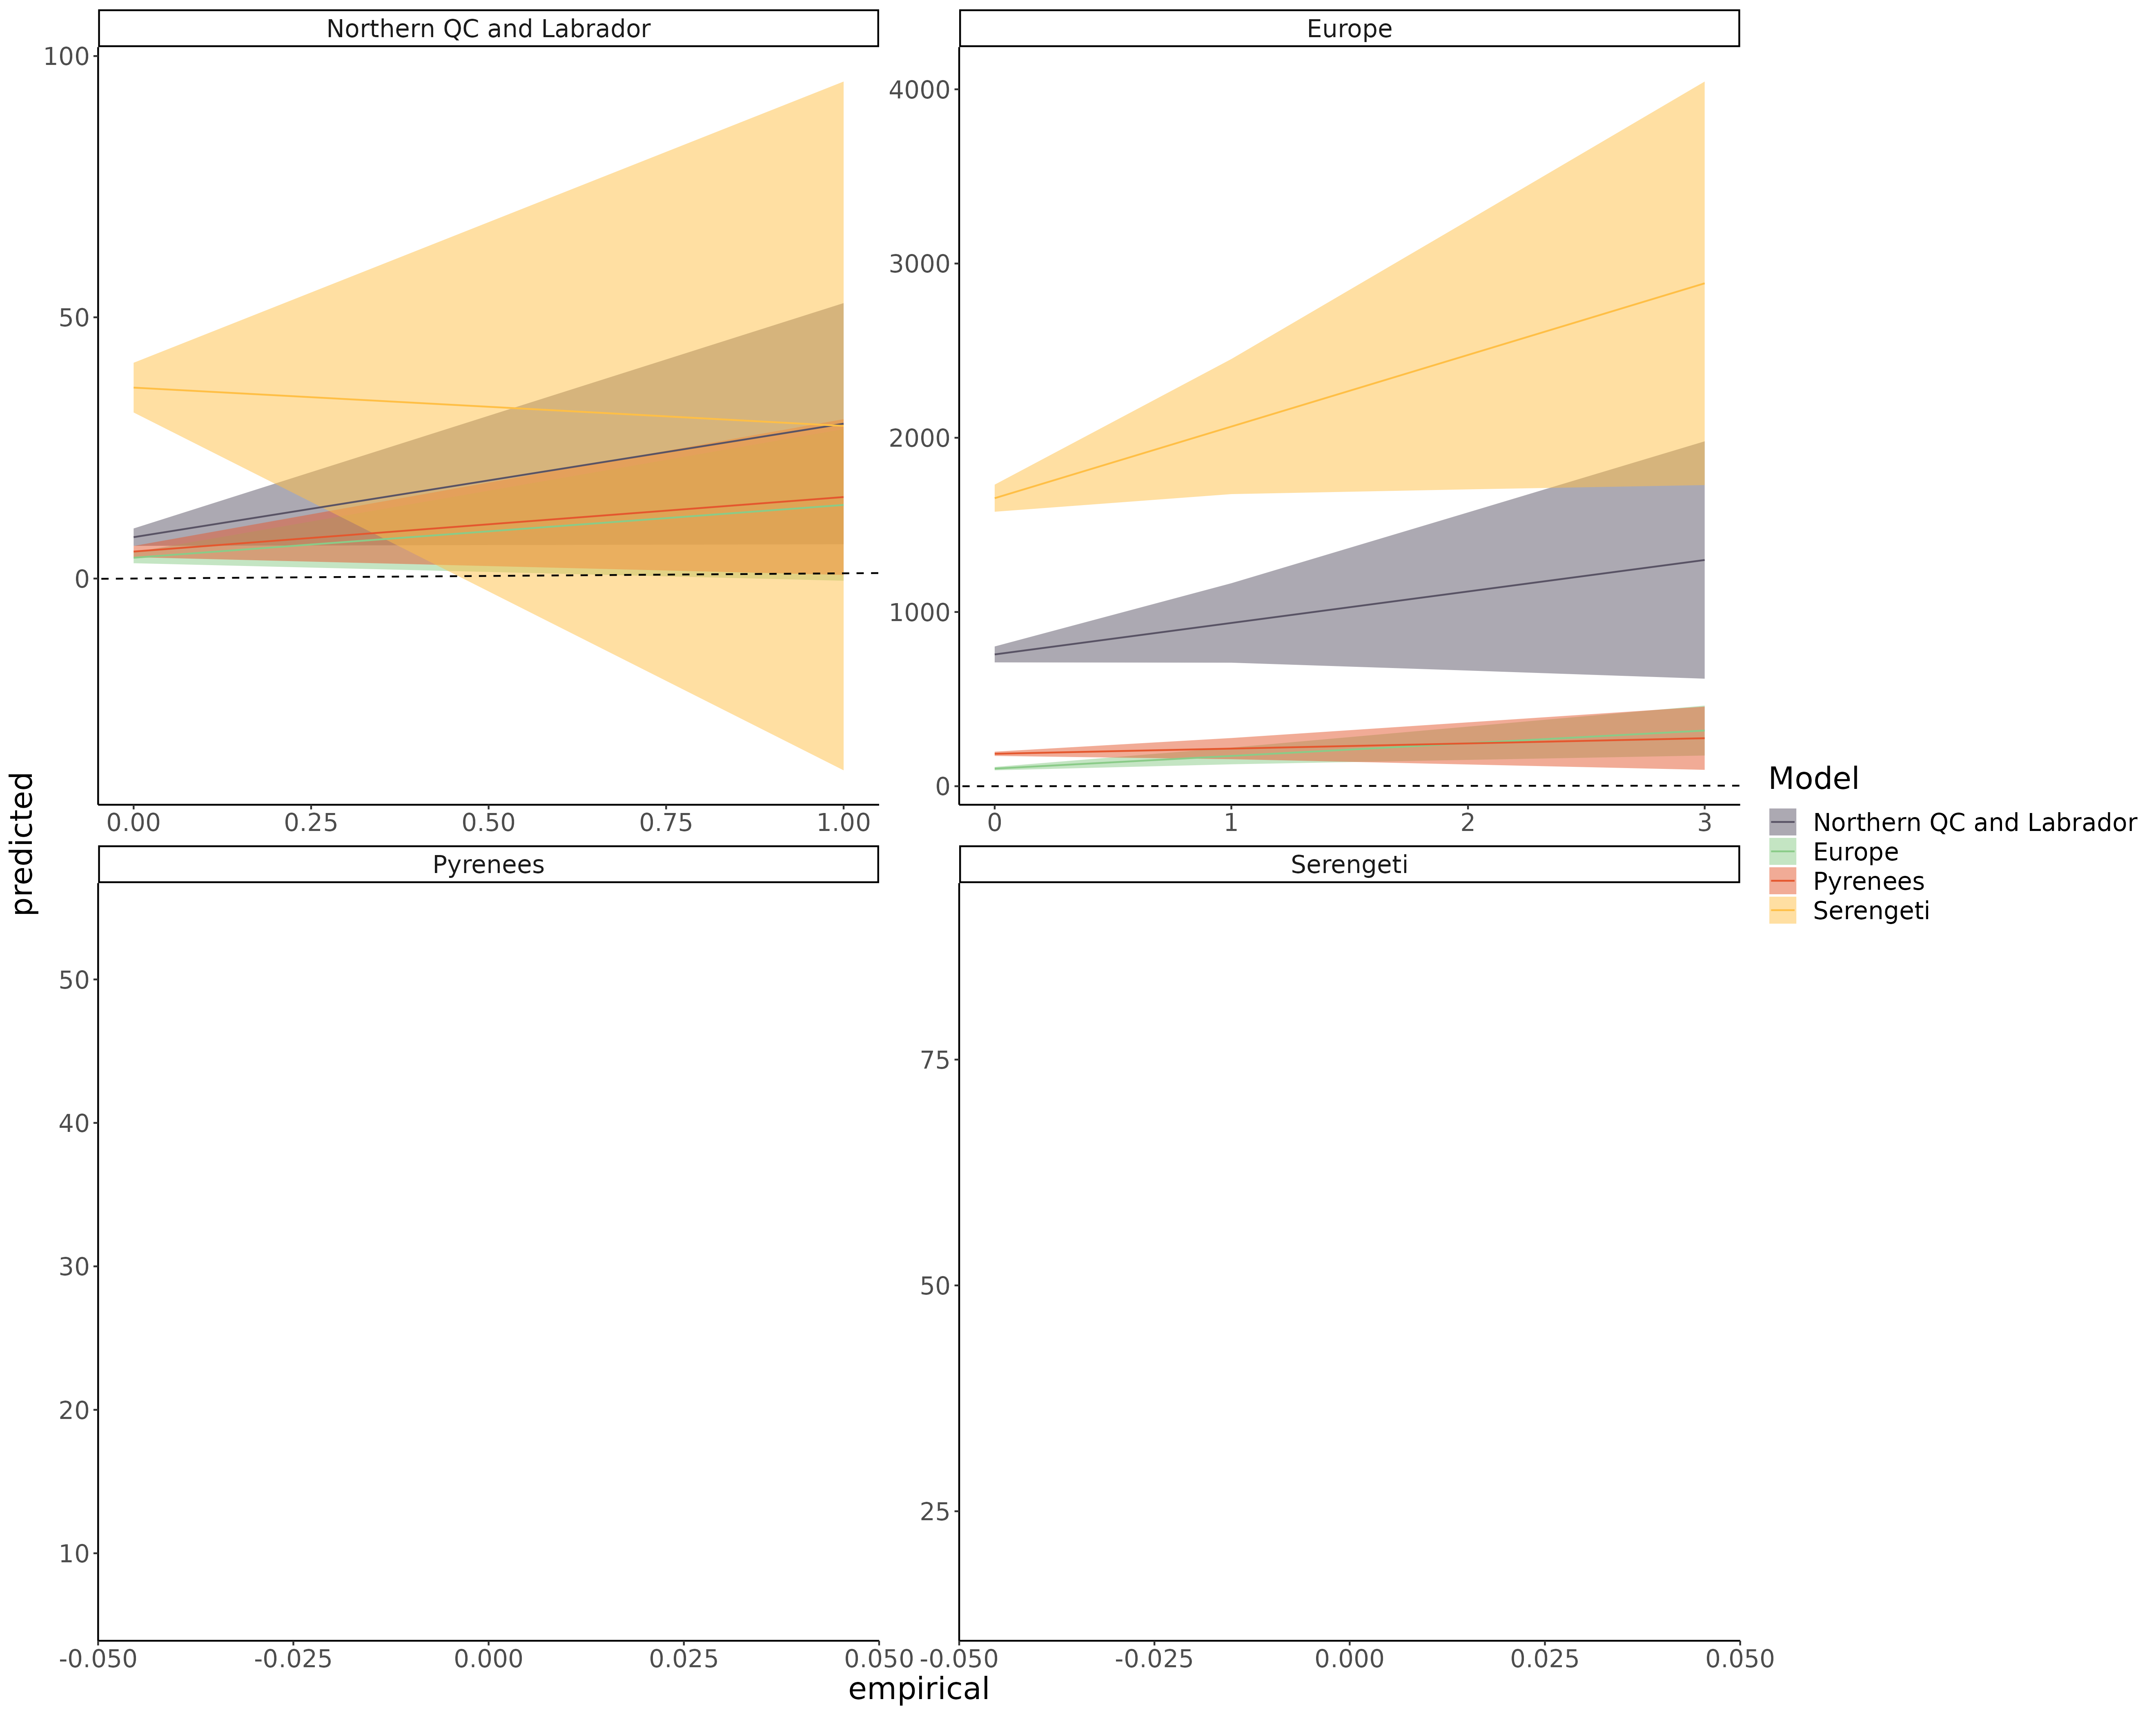 Northern QC and Labrador
Europe
100
50
0
4000
3000
2000
1000
0
0.00 0.25 0.50 0.75 1.00
0 1 2 3
Pyrenees
Serengeti
50
40
30
20
10
75
50
25
-0.050 -0.025 0.000 0.025 0.050
-0.050 -0.025 0.000 0.025 0.050
empirical
predicted
Model
Northern QC and Labrador
Europe
Pyrenees
Serengeti